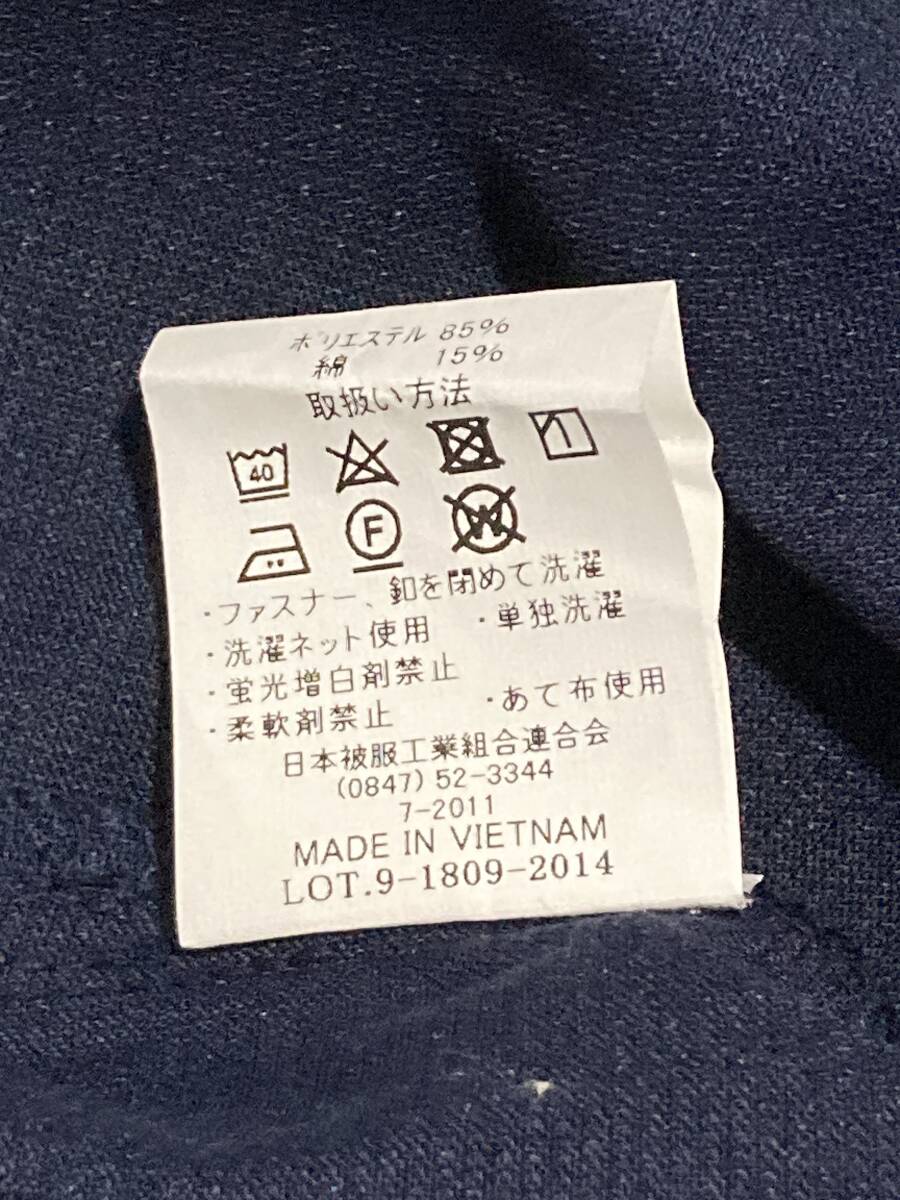 ポリエステル 85%
綿 15%
取扱い方法
40
F W
・ファスナー、釦を閉めて洗濯
・洗濯ネット使用 ・単独洗濯
・蛍光増白剤禁止
・柔軟剤禁止 ・あて布使用
日本被服工業組合連合会
(0847) 52-3344
7-2011
MADE IN VIETNAM
LOT.9-1809-2014